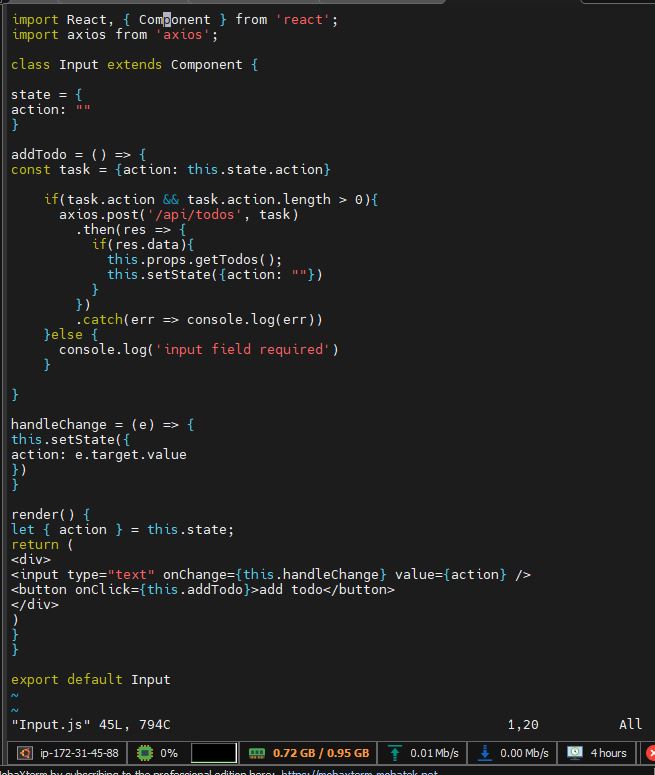 import React, { Component } from 'react';
import axios from 'axios';

class Input extends Component {

state = {
action: ""
}

addTodo = () => {
const task = {action: this.state.action}

    if(task.action && task.action.length > 0){
      axios.post('/api/todos', task)
        .then(res => {
          if(res.data){
            this.props.getTodos();
            this.setState({action: ""})
          }
        })
        .catch(err => console.log(err))
    }else {
      console.log('input field required')
    }

}

handleChange = (e) => {
this.setState({
action: e.target.value
})
}

render() {
let { action } = this.state;
return (
<div>
<input type="text" onChange={this.handleChange} value={action} />
<button onClick={this.addTodo}>add todo</button>
</div>
)
}
}

export default Input
~
~
"Input.js" 45L, 794C 1,20 All
ip-172-31-45-88 0% 0.72 GB / 0.95 GB 0.01 Mb/s 0.00 Mb/s 4 hours
MobaXterm by subscribing to the professional edition here: https://mobaxterm.mobatek.net